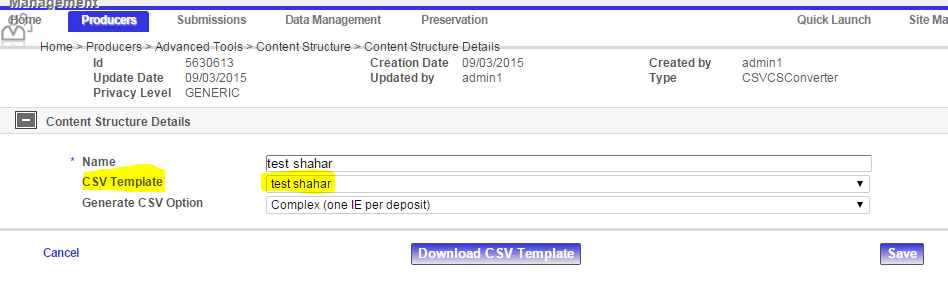 Management
Home Producers Submissions Data Management Preservation Quick Launch Site Ma
Home > Producers > Advanced Tools > Content Structure > Content Structure Details
Id 5630613 Creation Date 09/03/2015 Created by admin1
Update Date 09/03/2015 Updated by admin1 Type CSVCSConverter
Privacy Level GENERIC
Content Structure Details
* Name test shahar
CSV Template test shahar
Generate CSV Option Complex (one IE per deposit)
Cancel Download CSV Template Save